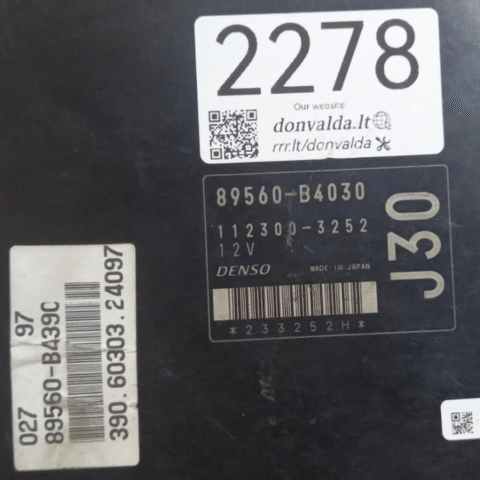 2278
Our website
donvalda.lt
rrr.lt/donvalda
89560-B4030
112300-3252
12V
DENSO MADE IN JAPAN
*233252H*
J30
027 97
89560-B439C
390.60303.24097